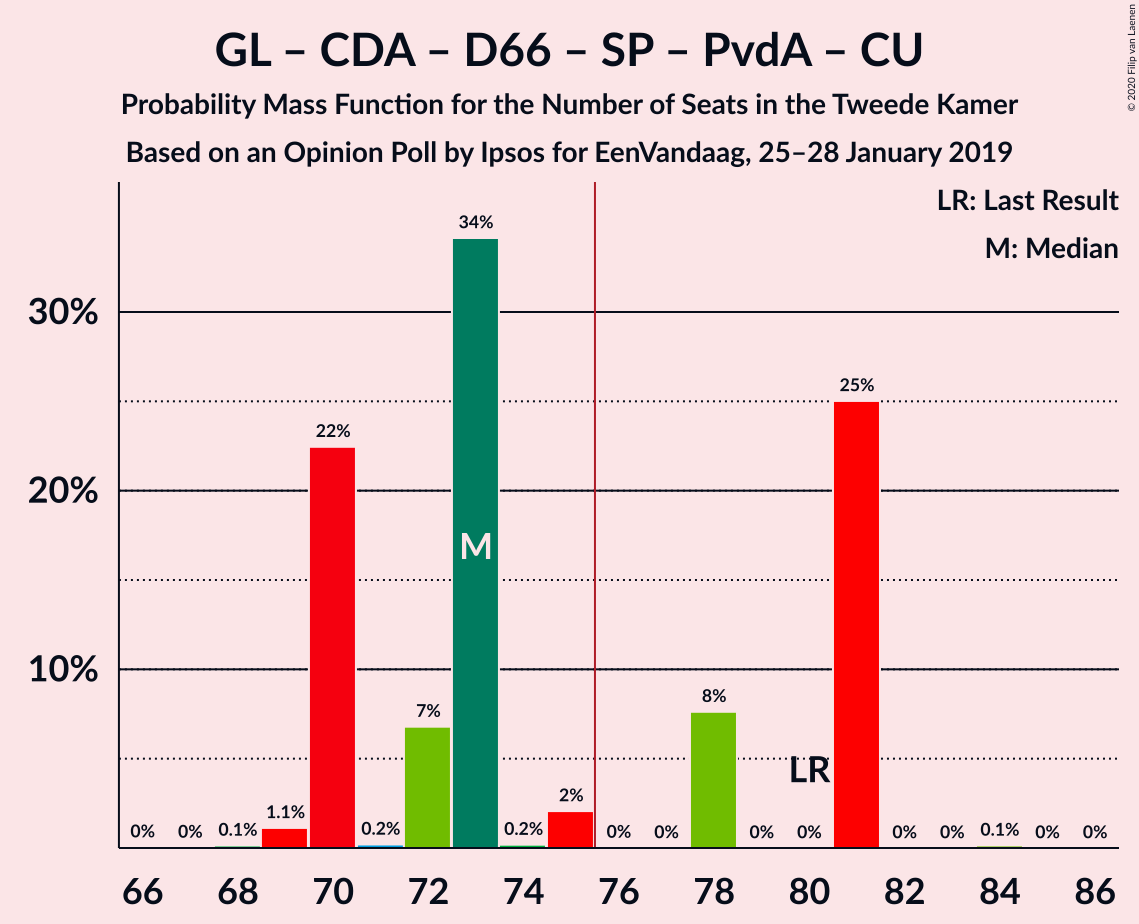 GL – CDA – D66 – SP – PvdA – CU
Probability Mass Function for the Number of Seats in the Tweede Kamer
Based on an Opinion Poll by Ipsos for EenVandaag, 25–28 January 2019
© 2020 Filip van Laenen
LR: Last Result
M: Median
30%
20%
10%
0% 0% 0.1% 1.1% 22% 0.2% 7% 34% 0.2% 2% 0% 0% 8% 0% 0% 25% 0% 0% 0.1% 0% 0%
M
LR
66 68 70 72 74 76 78 80 82 84 86